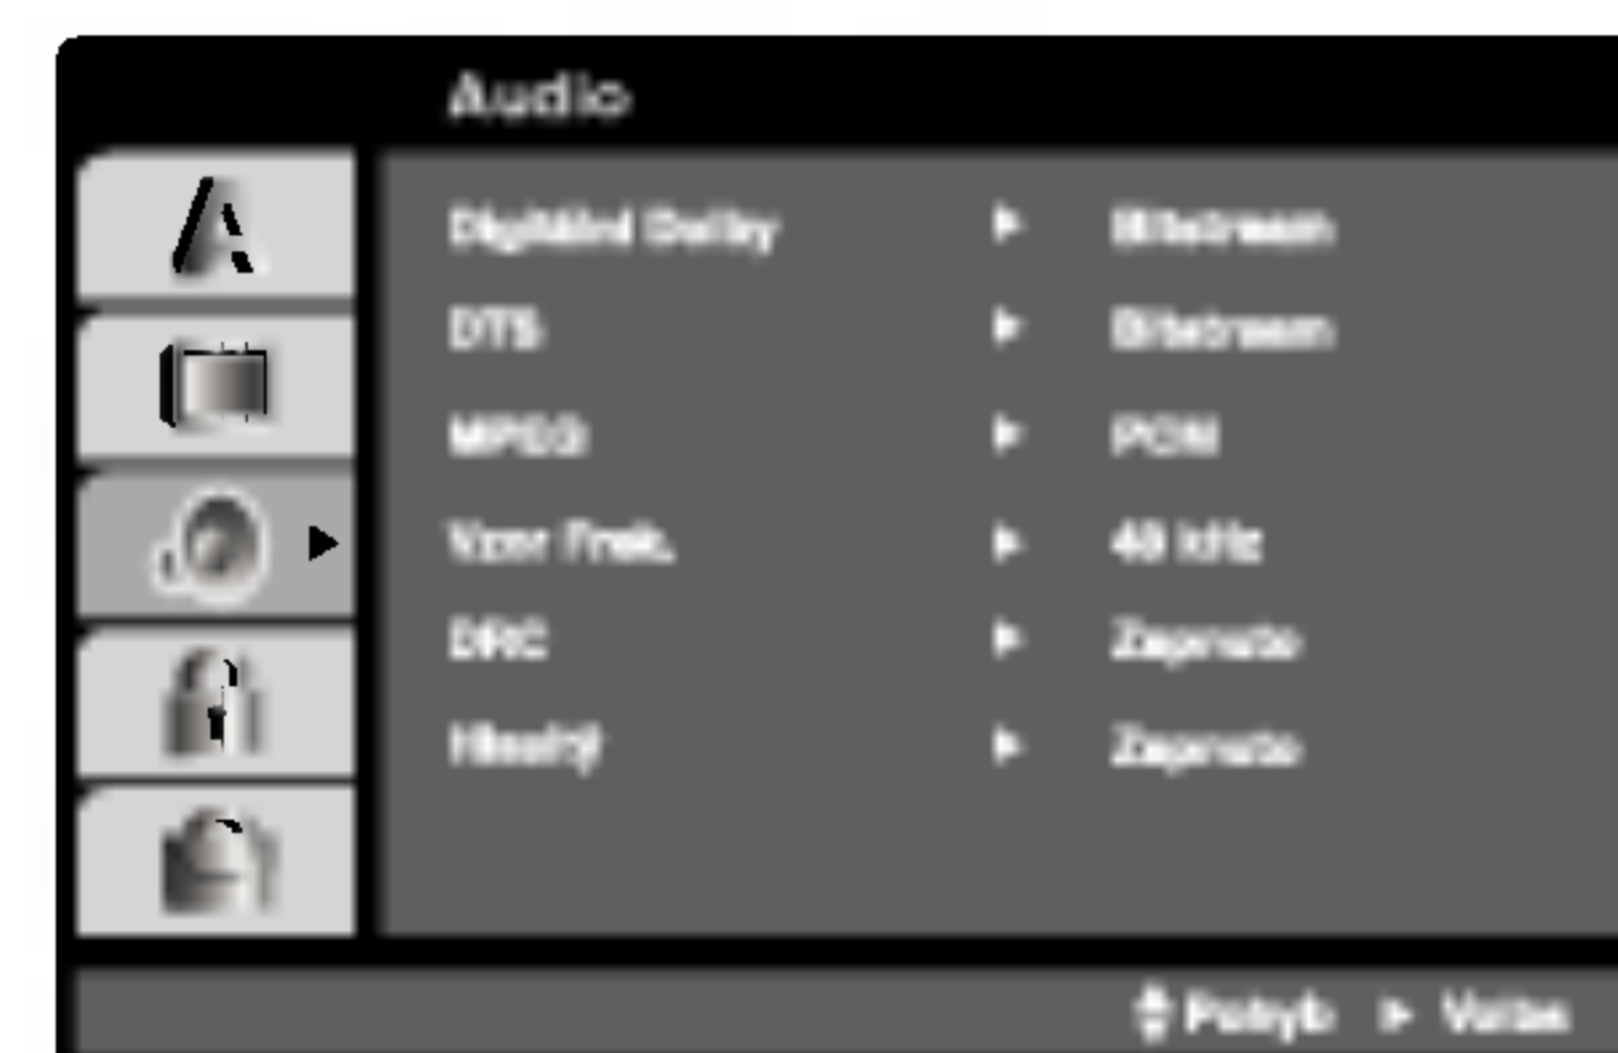 Audio
Digitální Dolby Bitstream
DTS Bitstream
MPEG PCM
Vzor Frek. 48 kHz
DRC Zapnuto
Hlasitý Zapnuto
Pohyb Volba